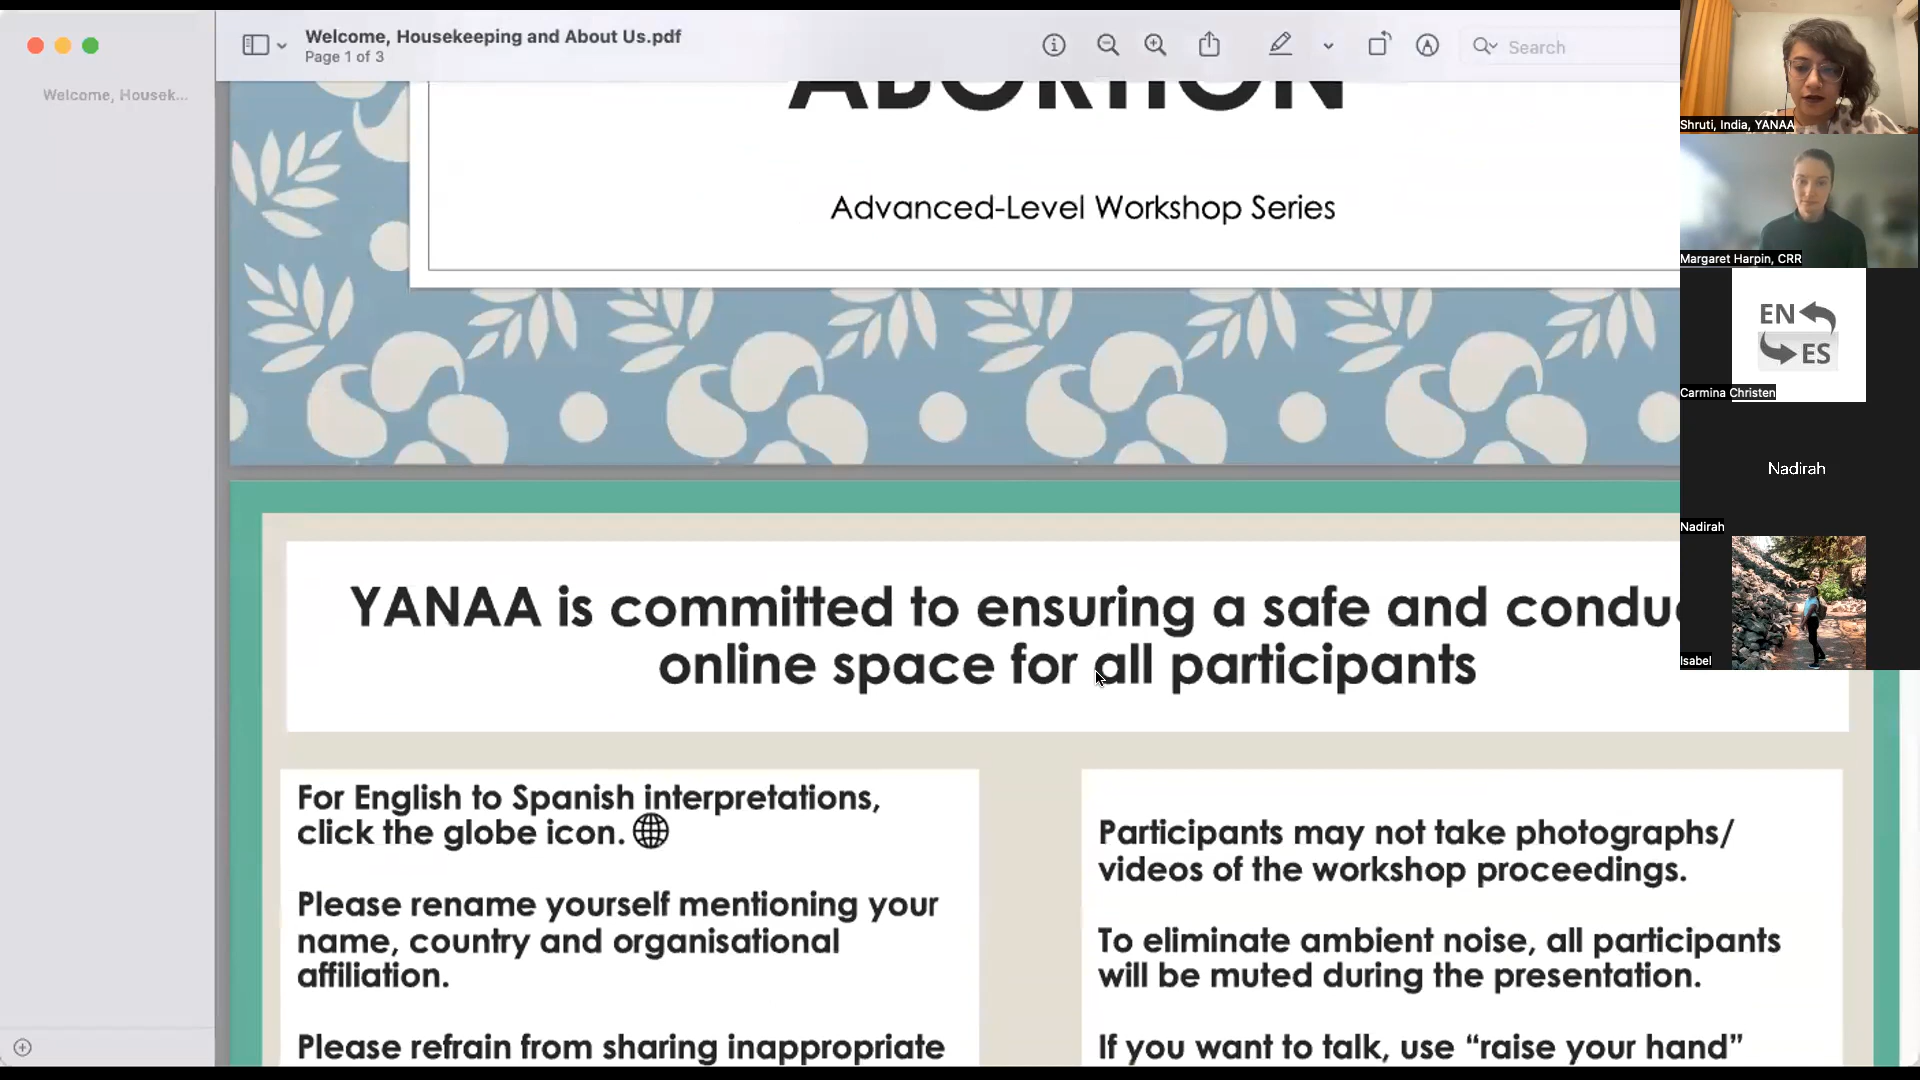 Welcome, Housekeeping and About Us.pdf
Page 1 of 3
Search
Welcome, Housek...
ABORTION
Advanced-Level Workshop Series
YANAA is committed to ensuring a safe and
online space for all participants
For English to Spanish interpretations,
click the globe icon.
Please rename yourself mentioning your
name, country and organisational
affiliation.
Please refrain from sharing inappropriate
Participants may not take photographs/
videos of the workshop proceedings.
To eliminate ambient noise, all participants
will be muted during the presentation.
If you want to talk, use “raise your hand”
Shruti, India, YANAA
Margaret Harpin, CRR
EN
ES
Carmina Christen
Nadirah
Nadirah
Isabel